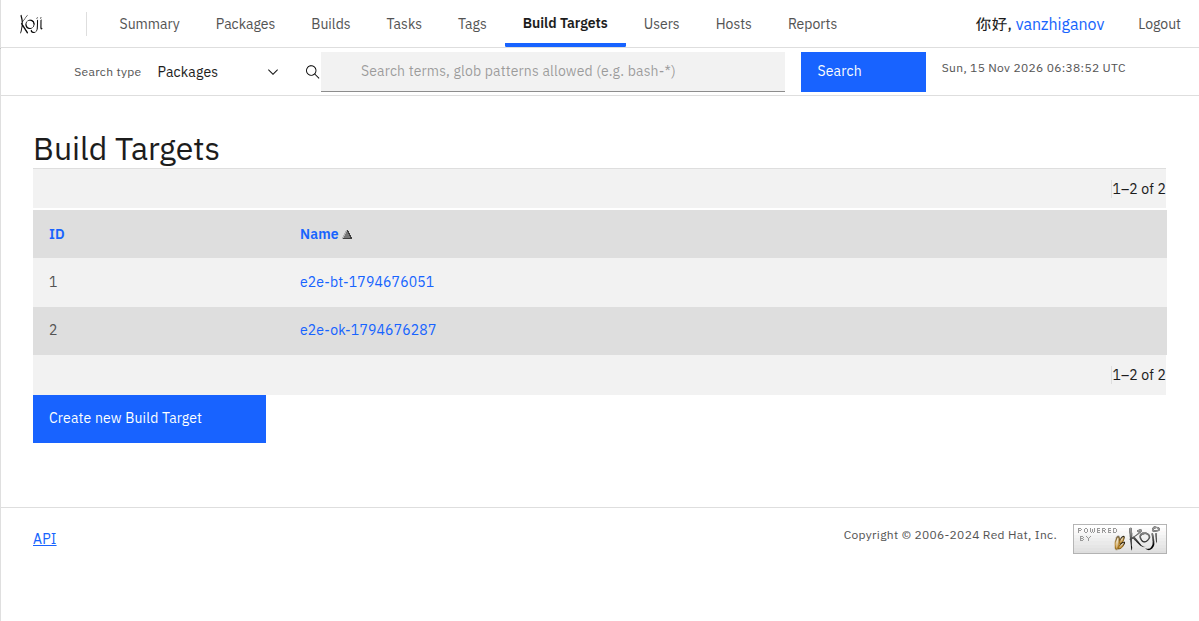 Koji
Summary
Packages
Builds
Tasks
Tags
Build Targets
Users
Hosts
Reports
你好, vanzhiganov
Logout
Search type
Packages
Search terms, glob patterns allowed (e.g. bash-*)
Search
Sun, 15 Nov 2026 06:38:52 UTC
Build Targets
1–2 of 2
ID
Name
1
e2e-bt-1794676051
2
e2e-ok-1794676287
1–2 of 2
Create new Build Target
API
Copyright © 2006-2024 Red Hat, Inc.
POWERED
BY
Koji